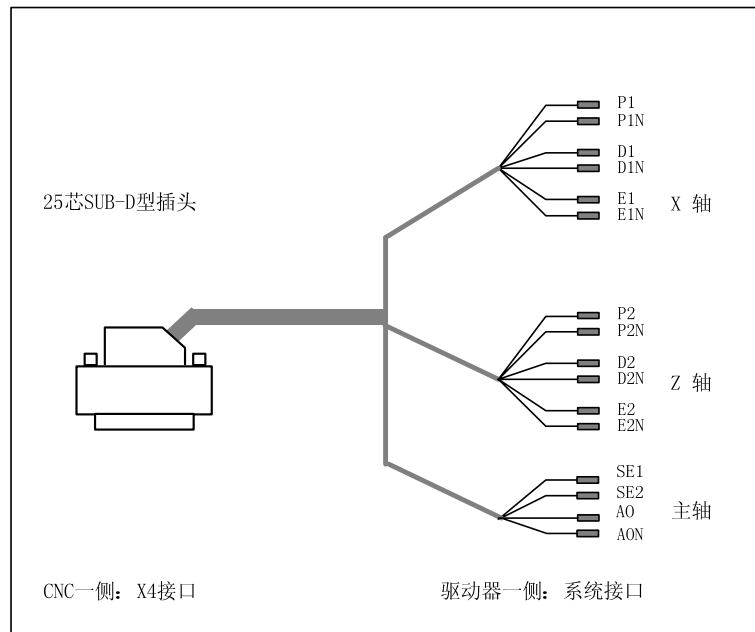 P1
P1N
D1
D1N
E1
E1N
X 轴
25芯SUB-D型插头
P2
P2N
D2
D2N
E2
E2N
Z 轴
SE1
SE2
AO
AON
主轴
CNC一侧：X4接口
驱动器一侧：系统接口